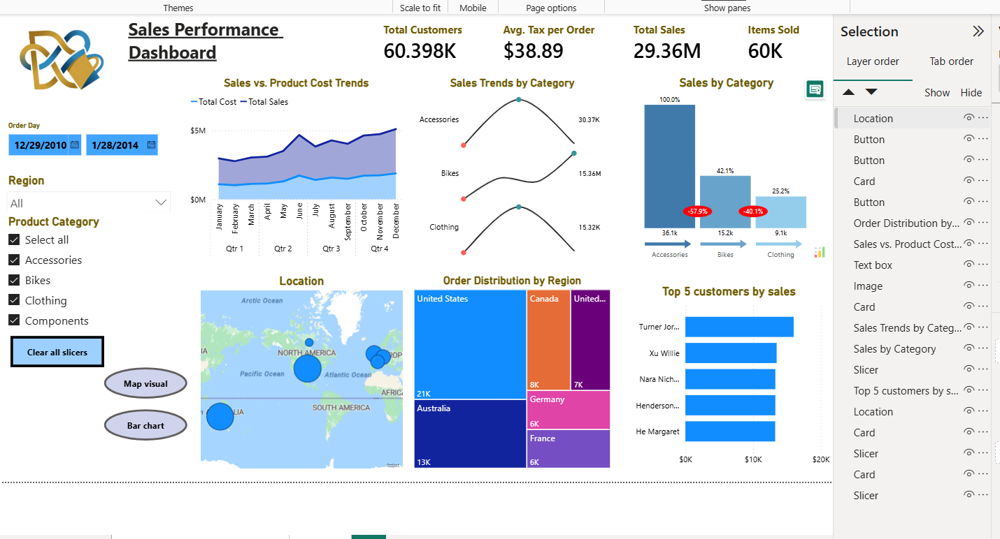 Themes
Scale to fit
Mobile
Page options
Show panes
Sales Performance
Dashboard
Total Customers
60.398K
Avg. Tax per Order
$38.89
Total Sales
29.36M
Items Sold
60K
Order Day
12/29/2010
1/28/2014
Region
All
Product Category
Select all
Accessories
Bikes
Clothing
Components
Clear all slicers
Map visual
Bar chart
Sales vs. Product Cost Trends
Total Cost
Total Sales
$5M
$0M
January
February
March
April
May
June
July
August
September
October
November
December
Qtr 1
Qtr 2
Qtr 3
Qtr 4
Sales Trends by Category
Accessories
30.37K
Bikes
15.36M
Clothing
15.32K
Sales by Category
100.0%
42.1%
25.2%
-57.9%
-40.1%
36.1k
15.2k
9.1k
Accessories
Bikes
Clothing
Location
Arctic Ocean
IA
NORTH AMERICA
ROP
Pacific Ocean
Atlantic Ocean
AFRIC
SOUTH AMERICA
LIA
Order Distribution by Region
United States
21K
Canada
8K
United...
7K
Australia
13K
Germany
6K
France
6K
Top 5 customers by sales
Turner Jor...
Xu Willie
Nara Nich...
Henderson...
He Margaret
$0K
$10K
$20K
Selection
Layer order
Tab order
Show
Hide
Location
Button
Button
Card
Button
Order Distribution by...
Sales vs. Product Cost...
Text box
Image
Card
Sales Trends by Categ...
Sales by Category
Slicer
Top 5 customers by s...
Location
Card
Slicer
Card
Slicer